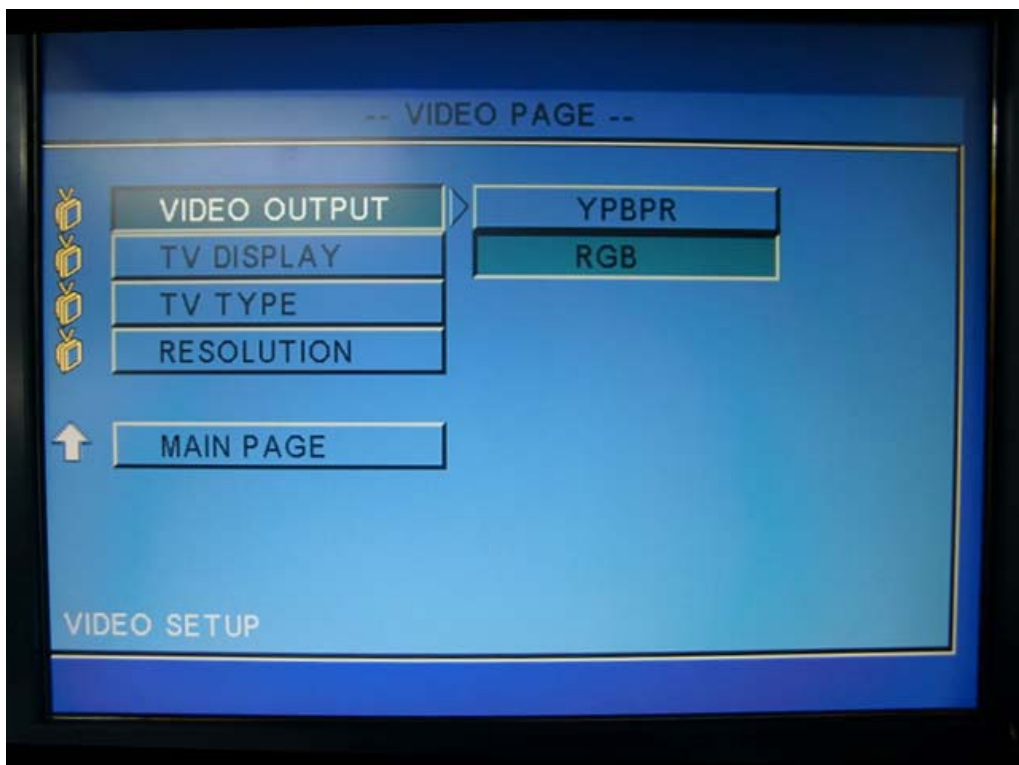 -- VIDEO PAGE --
VIDEO OUTPUT
YPBPR
TV DISPLAY
RGB
TV TYPE
RESOLUTION
MAIN PAGE
VIDEO SETUP